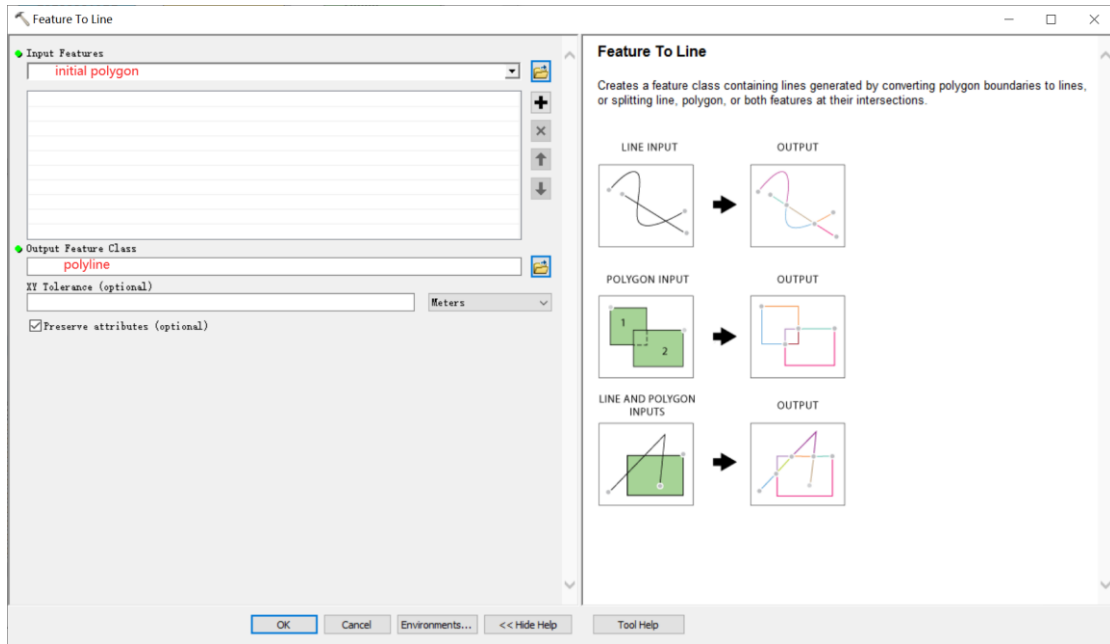 Feature To Line
Input Features
initial polygon
Output Feature Class
polyline
XY Tolerance (optional)
Meters
Preserve attributes (optional)
Feature To Line
Creates a feature class containing lines generated by converting polygon boundaries to lines,
or splitting line, polygon, or both features at their intersections.
LINE INPUT
OUTPUT
POLYGON INPUT
OUTPUT
1
2
LINE AND POLYGON
INPUTS
OUTPUT
OK
Cancel
Environments...
<< Hide Help
Tool Help